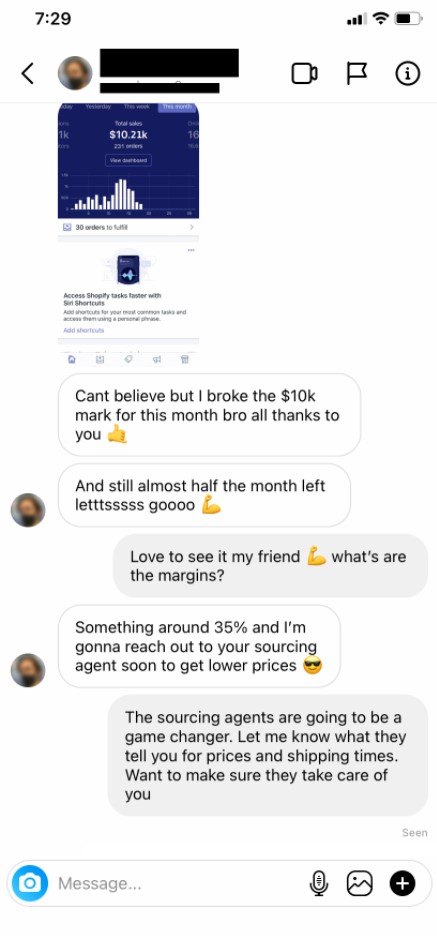 7:29
Yesterday
This week
This month
Total sales
1k
$10.21k
16
231 orders
View dashboard
30 orders to fulfill
Access Shopify tasks faster with
Siri Shortcuts
Add shortcuts for your most common tasks and
access them using a personal phrase.
Add shortcuts
Cant believe but I broke the $10k
mark for this month bro all thanks to
you 🤙
And still almost half the month left
letttsssss goooo 💪
Love to see it my friend 💪 what's are
the margins?
Something around 35% and I'm
gonna reach out to your sourcing
agent soon to get lower prices 😎
The sourcing agents are going to be a
game changer. Let me know what they
tell you for prices and shipping times.
Want to make sure they take care of
you
Seen
Message...